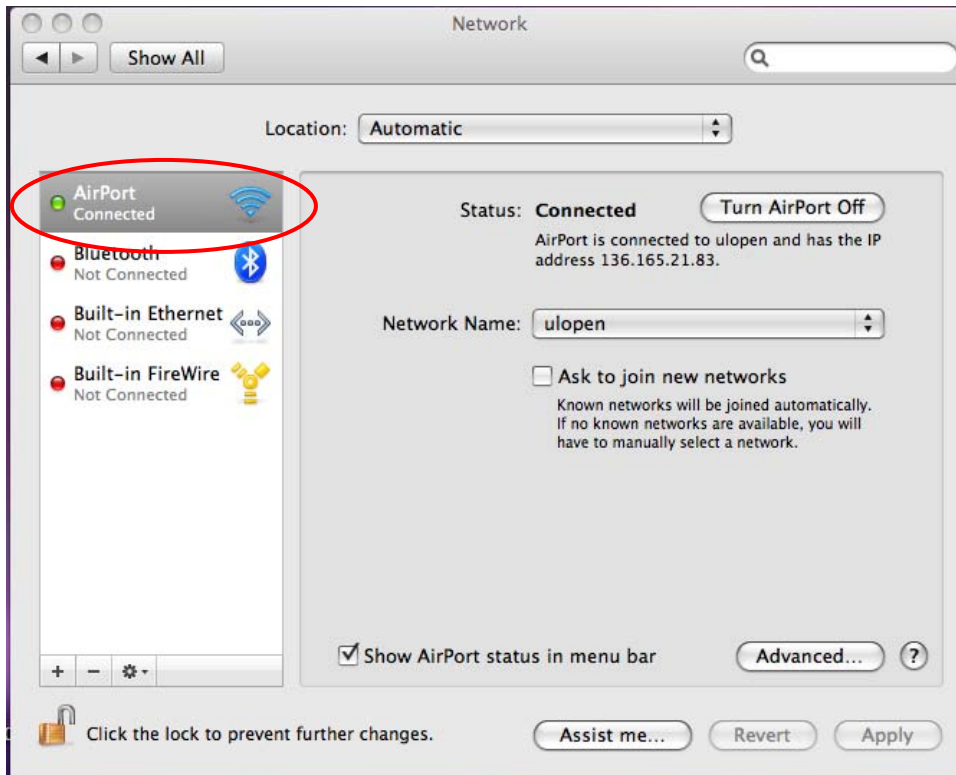 Network
Show All
Location: Automatic
AirPort
Connected
Bluetooth
Not Connected
Built-in Ethernet
Not Connected
Built-in FireWire
Not Connected
Status: Connected
Turn AirPort Off
AirPort is connected to ulopen and has the IP
address 136.165.21.83.
Network Name: ulopen
Ask to join new networks
Known networks will be joined automatically.
If no known networks are available, you will
have to manually select a network.
Show AirPort status in menu bar
Advanced...
?
Click the lock to prevent further changes.
Assist me...
Revert
Apply